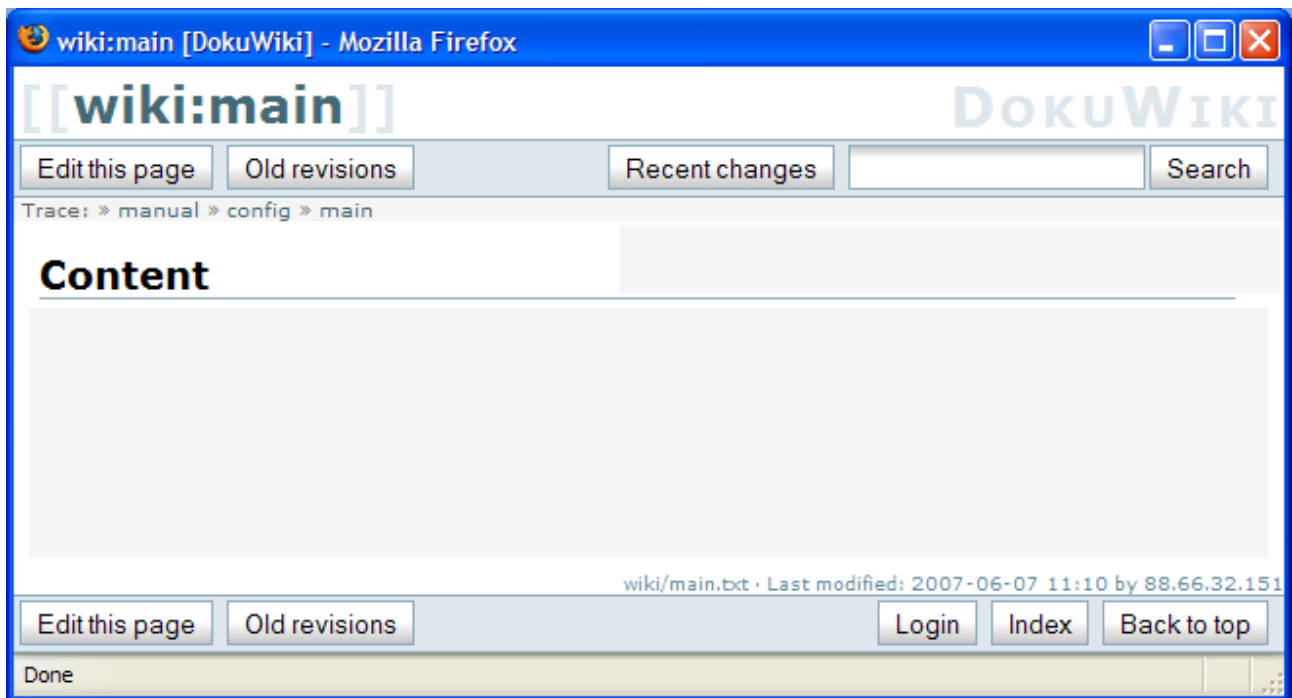 wiki:main [DokuWiki] - Mozilla Firefox
[[wiki:main]] DokuWiki
Edit this page Old revisions Recent changes Search
Trace: » manual » config » main
Content
wiki/main.txt · Last modified: 2007-06-07 11:10 by 88.66.32.151
Edit this page Old revisions Login Index Back to top
Done